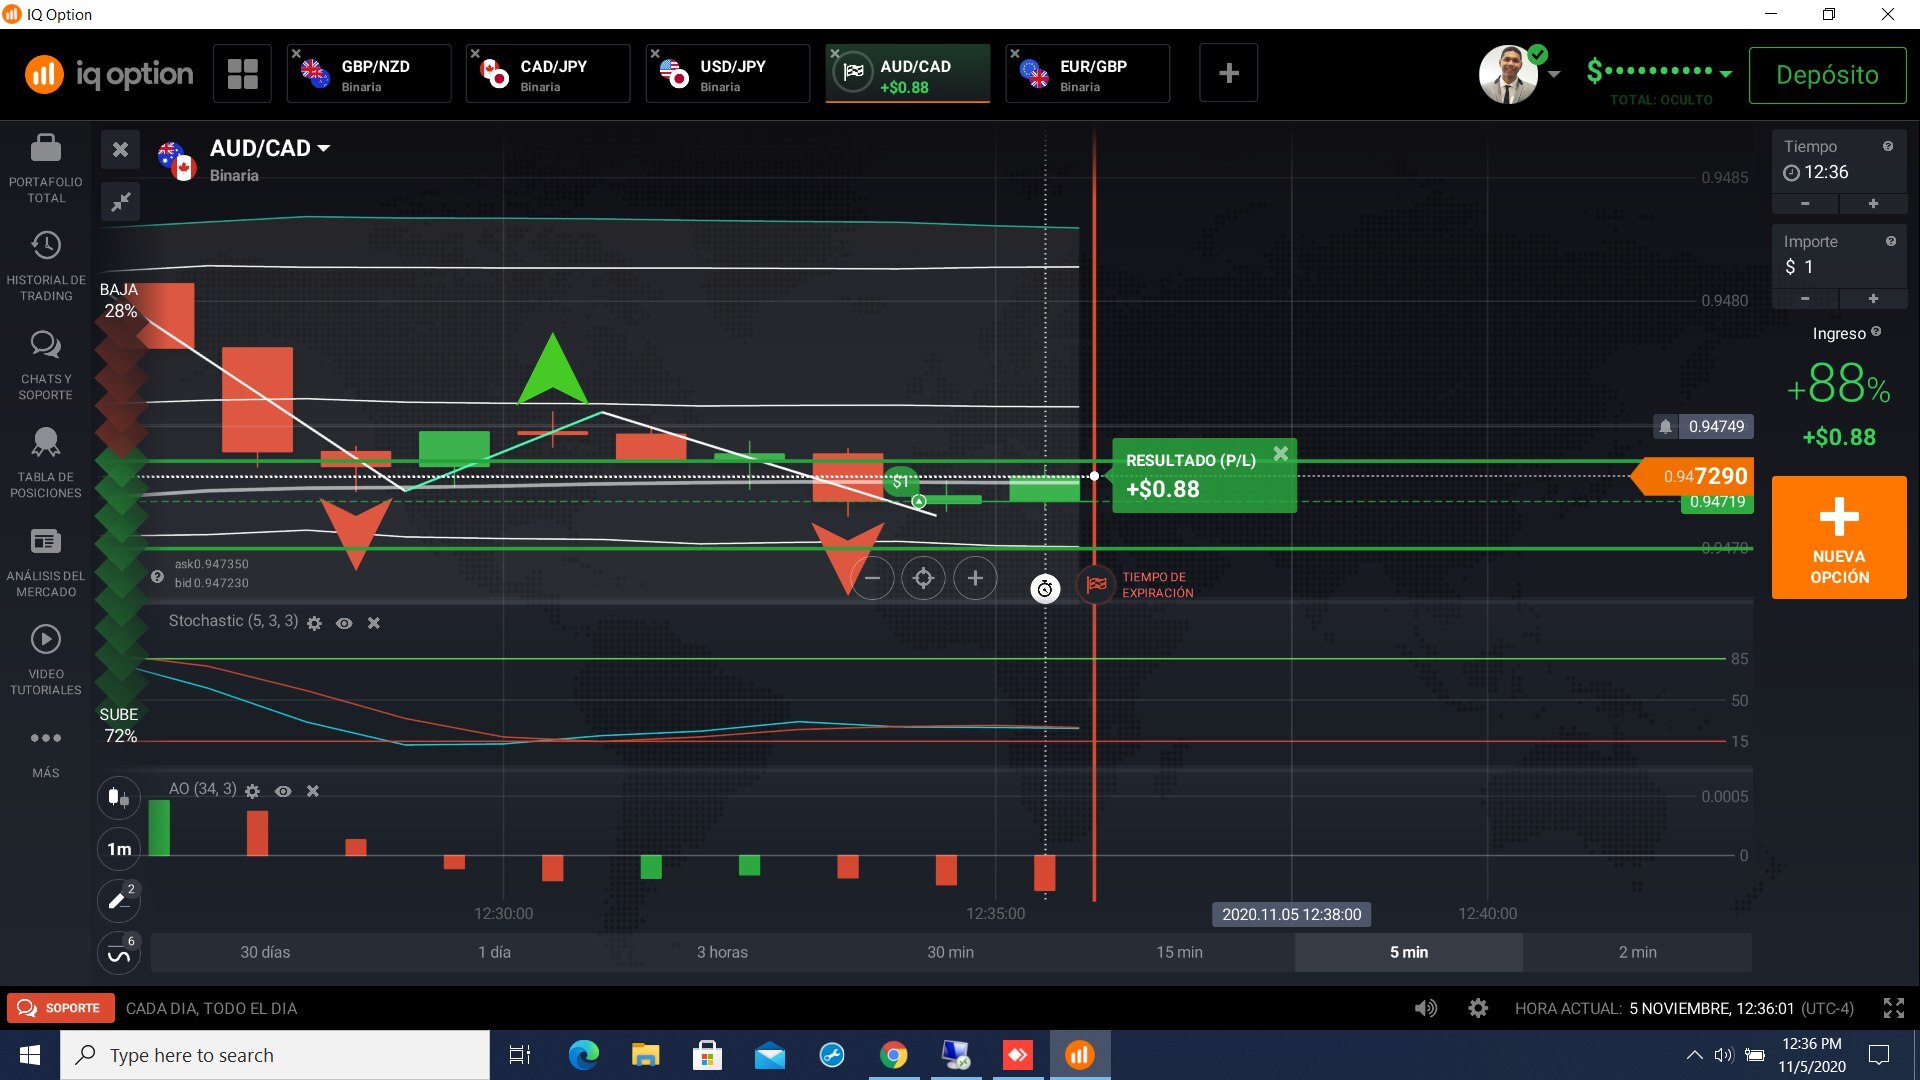 IQ Option
iq option
GBP/NZD
Binaria
CAD/JPY
Binaria
USD/JPY
Binaria
AUD/CAD
+$0.88
EUR/GBP
Binaria
$••••••••••
TOTAL: OCULTO
Depósito
PORTAFOLIO
TOTAL
HISTORIAL DE
TRADING
CHATS Y
SOPORTE
TABLA DE
POSICIONES
ANÁLISIS DEL
MERCADO
VIDEO
TUTORIALES
MÁS
AUD/CAD
Binaria
BAJA
28%
SUBE
72%
$1
RESULTADO (P/L)
+$0.88
ask0.947350
bid0.947230
TIEMPO DE
EXPIRACIÓN
0.9485
0.9480
0.94749
0.947290
0.94719
0.9470
Stochastic (5, 3, 3)
85
50
15
AO (34, 3)
0.0005
0
1m
2
6
12:30:00
12:35:00
2020.11.05 12:38:00
12:40:00
30 días
1 día
3 horas
30 min
15 min
5 min
2 min
Tiempo
12:36
- +
Importe
$ 1
- +
Ingreso
+88%
+$0.88
NUEVA
OPCIÓN
SOPORTE
CADA DIA, TODO EL DIA
HORA ACTUAL: 5 NOVIEMBRE, 12:36:01 (UTC-4)
Type here to search
12:36 PM
11/5/2020